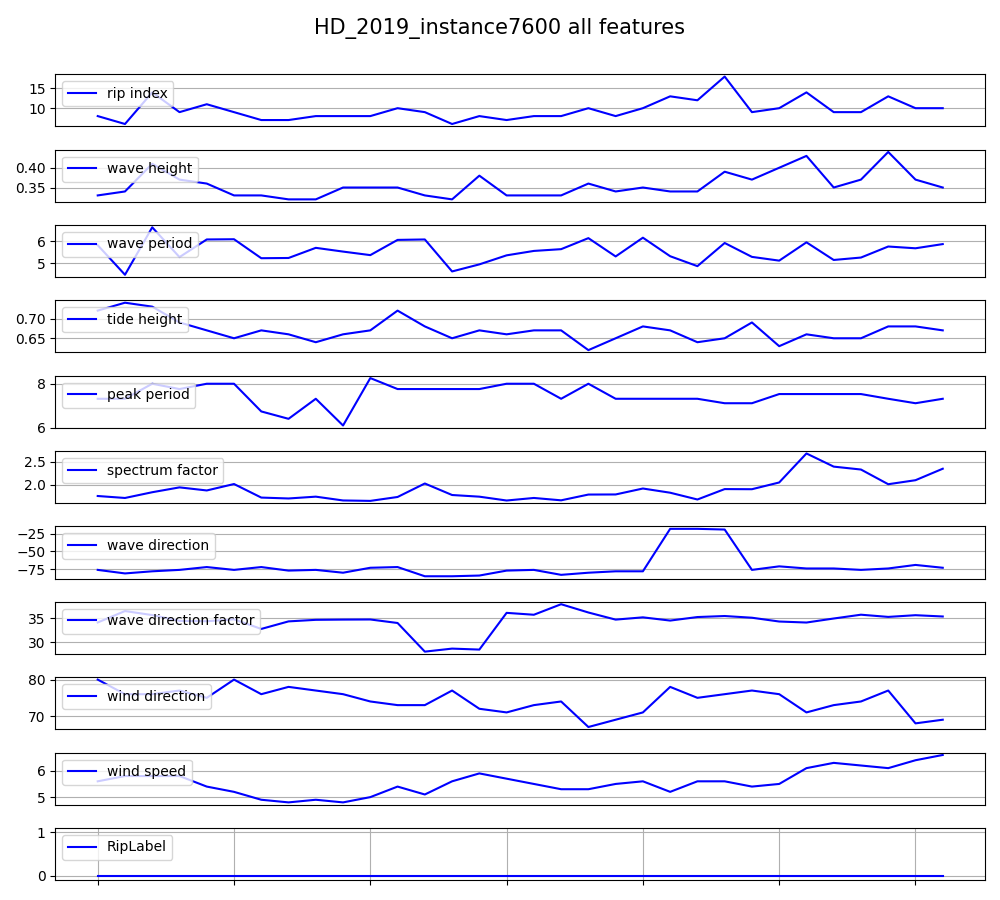 HD_2019_instance7600 all features
15
10
rip index
0.40
0.35
wave height
6
5
wave period
0.70
0.65
tide height
8
6
peak period
2.5
2.0
spectrum factor
−25
−50
−75
wave direction
35
30
wave direction factor
80
70
wind direction
6
5
wind speed
1
0
RipLabel